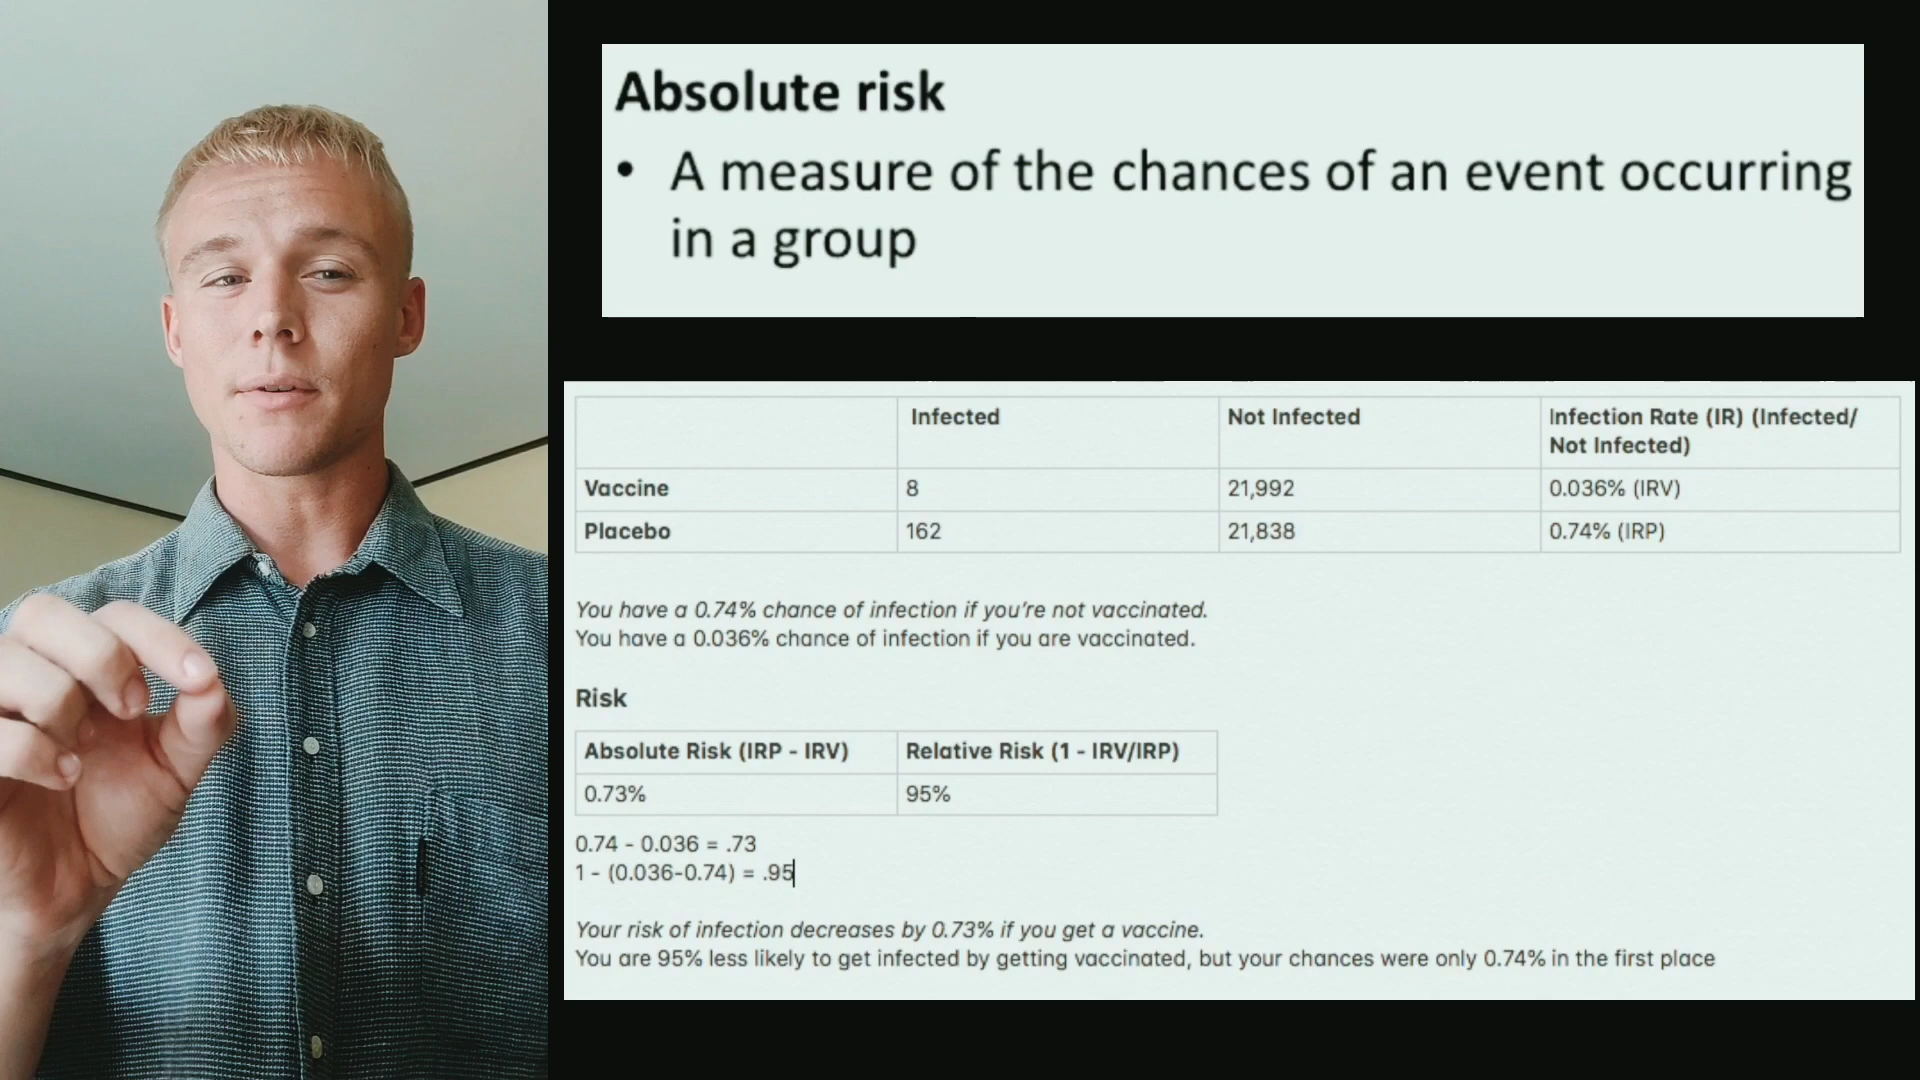 Absolute risk
• A measure of the chances of an event occurring
in a group
Infected Not Infected Infection Rate (IR) (Infected/
Not Infected)
Vaccine 8 21,992 0.036% (IRV)
Placebo 162 21,838 0.74% (IRP)
You have a 0.74% chance of infection if you're not vaccinated.
You have a 0.036% chance of infection if you are vaccinated.
Risk
Absolute Risk (IRP - IRV) Relative Risk (1 - IRV/IRP)
0.73% 95%
0.74 - 0.036 = .73
1 - (0.036-0.74) = .95
Your risk of infection decreases by 0.73% if you get a vaccine.
You are 95% less likely to get infected by getting vaccinated, but your chances were only 0.74% in the first place